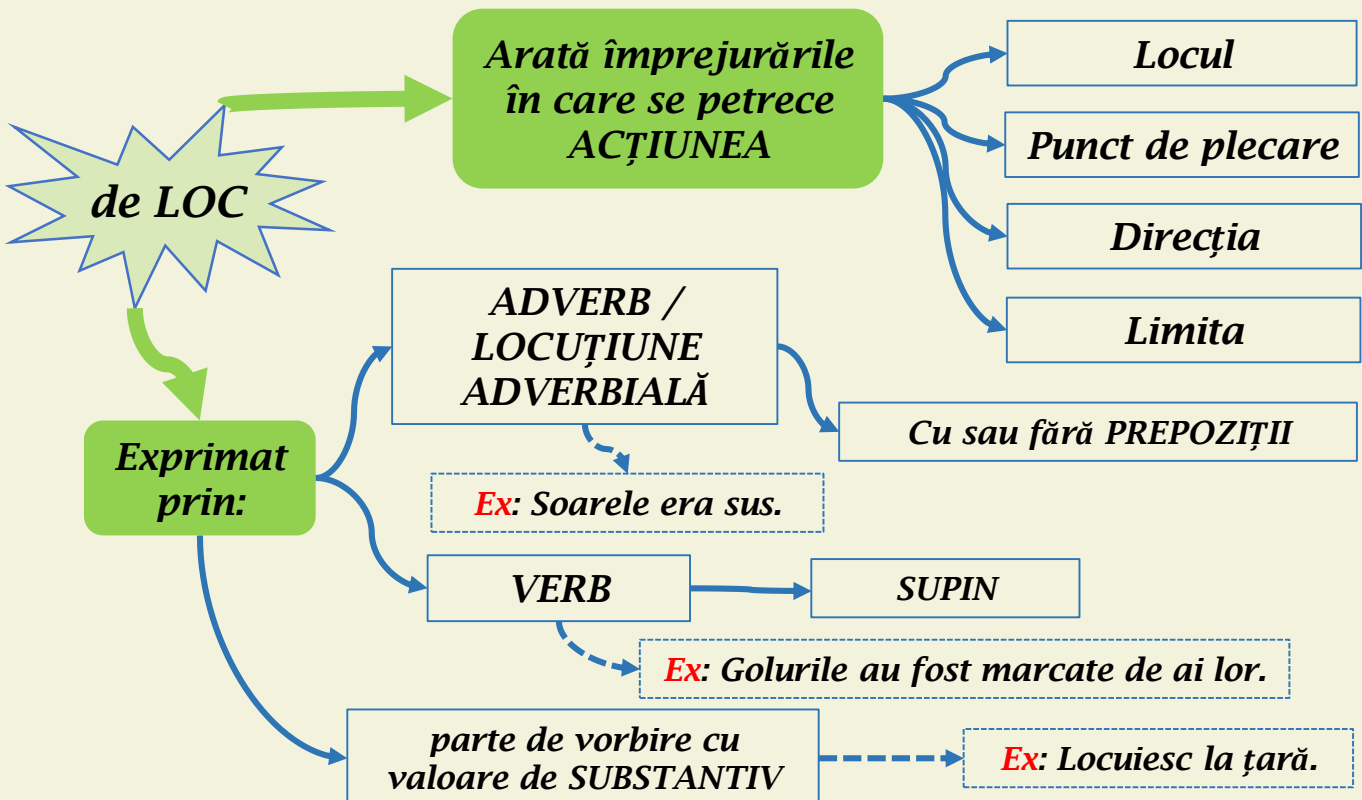 de LOC
Arată împrejurările
în care se petrece
ACȚIUNEA
Locul
Punct de plecare
Direcția
Limita
Exprimat
prin:
ADVERB /
LOCUȚIUNE
ADVERBIALĂ
Cu sau fără PREPOZIȚII
Ex: Soarele era sus.
VERB
SUPIN
Ex: Golurile au fost marcate de ai lor.
parte de vorbire cu
valoare de SUBSTANTIV
Ex: Locuiesc la țară.